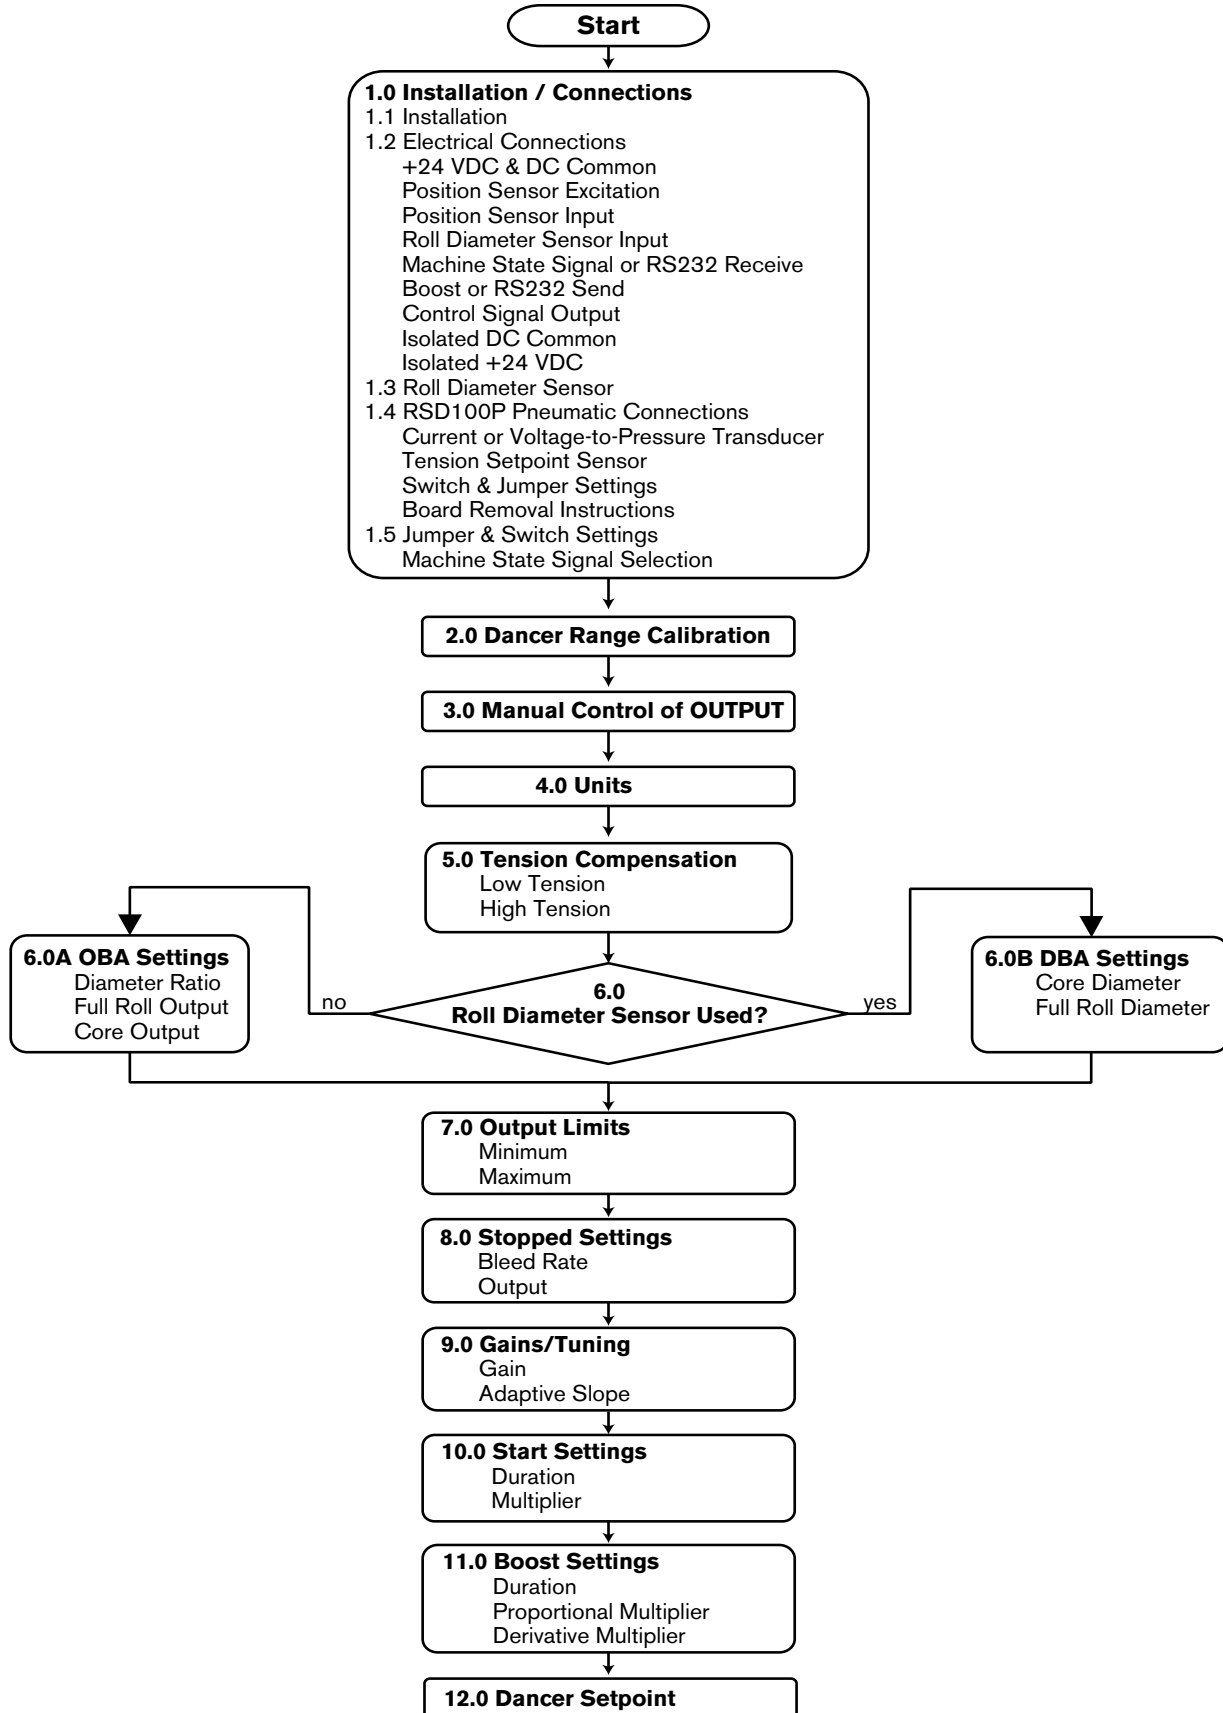 Start
1.0 Installation / Connections
1.1 Installation
1.2 Electrical Connections
+24 VDC & DC Common
Position Sensor Excitation
Position Sensor Input
Roll Diameter Sensor Input
Machine State Signal or RS232 Receive
Boost or RS232 Send
Control Signal Output
Isolated DC Common
Isolated +24 VDC
1.3 Roll Diameter Sensor
1.4 RSD100P Pneumatic Connections
Current or Voltage-to-Pressure Transducer
Tension Setpoint Sensor
Switch & Jumper Settings
Board Removal Instructions
1.5 Jumper & Switch Settings
Machine State Signal Selection
2.0 Dancer Range Calibration
3.0 Manual Control of OUTPUT
4.0 Units
5.0 Tension Compensation
Low Tension
High Tension
6.0
Roll Diameter Sensor Used?
no
yes
6.0A OBA Settings
Diameter Ratio
Full Roll Output
Core Output
6.0B DBA Settings
Core Diameter
Full Roll Diameter
7.0 Output Limits
Minimum
Maximum
8.0 Stopped Settings
Bleed Rate
Output
9.0 Gains/Tuning
Gain
Adaptive Slope
10.0 Start Settings
Duration
Multiplier
11.0 Boost Settings
Duration
Proportional Multiplier
Derivative Multiplier
12.0 Dancer Setpoint